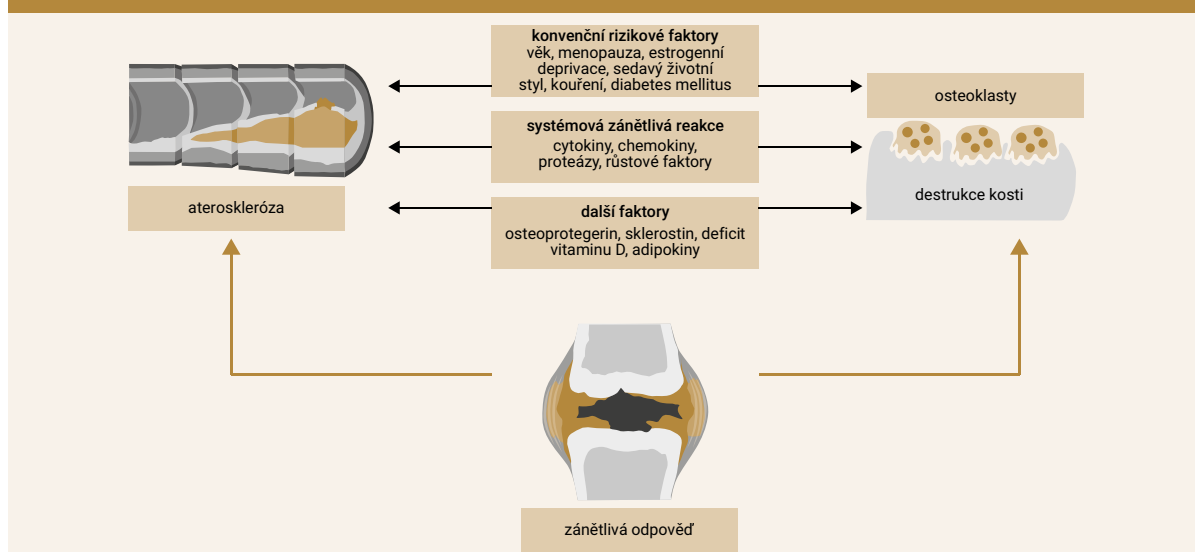 konvenční rizikové faktory
věk, menopauza, estrogenní
deprivace, sedavý životní
styl, kouření, diabetes mellitus
osteoklasty
systémová zánětlivá reakce
cytokiny, chemokiny,
proteázy, růstové faktory
ateroskleróza
destrukce kosti
další faktory
osteoprotegerin, sklerostin, deficit
vitaminu D, adipokiny
zánětlivá odpověď